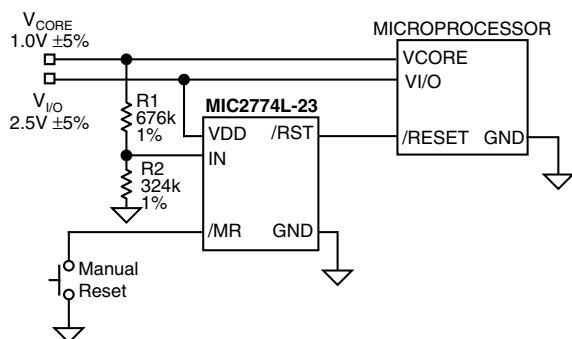 VCORE
1.0V ±5%
VI/O
2.5V ±5%
R1
676k
1%
R2
324k
1%
MIC2774L-23
VDD
/RST
IN
/MR
GND
MICROPROCESSOR
VCORE
VI/O
/RESET
GND
Manual
Reset